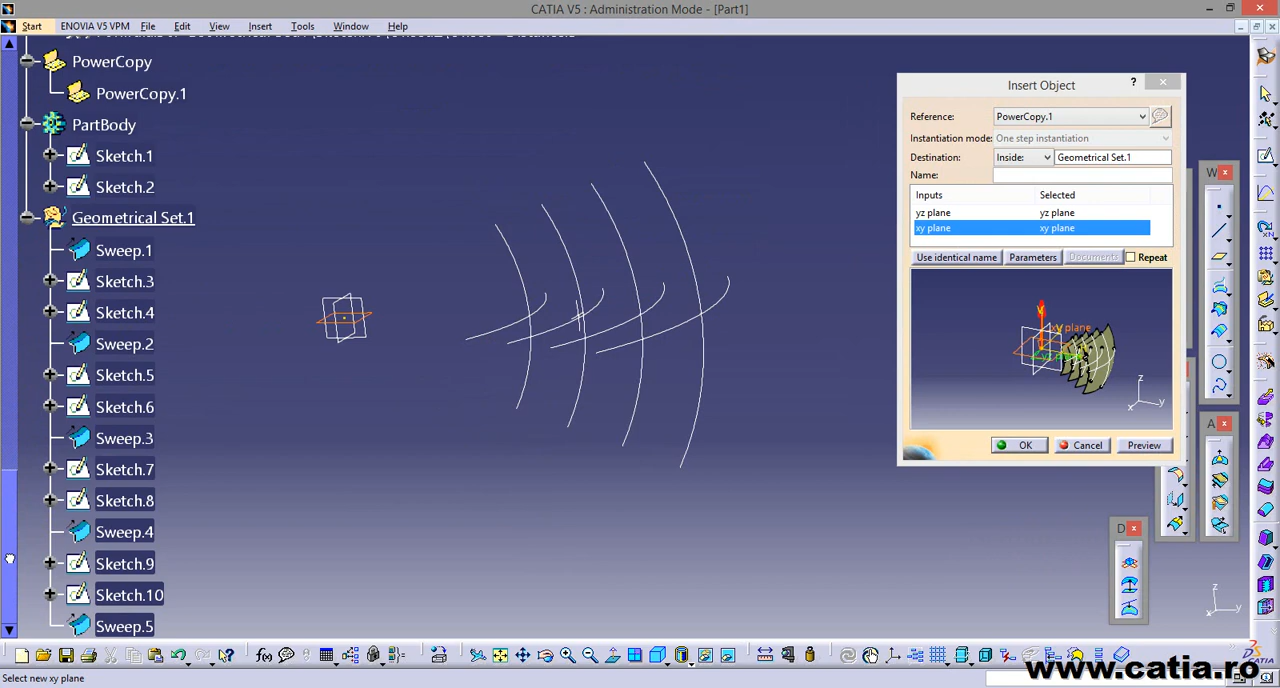 CATIA V5 : Administration Mode - [Part1]
Start ENOVIA V5 VPM File Edit View Insert Tools Window Help
PowerCopy
PowerCopy.1
PartBody
Sketch.1
Sketch.2
Geometrical Set.1
Sweep.1
Sketch.3
Sketch.4
Sweep.2
Sketch.5
Sketch.6
Sweep.3
Sketch.7
Sketch.8
Sweep.4
Sketch.9
Sketch.10
Sweep.5
Insert Object
?
Reference: PowerCopy.1
Instantiation mode: One step instantiation
Destination: Inside: Geometrical Set.1
Name:
Inputs Selected
yz plane yz plane
xy plane xy plane
Use identical name Parameters Documents Repeat
xy plane
yz plane
z
x y
OK Cancel Preview
W
A
D
z
x y
f(x)
CATIA
www.catia.ro
Select new xy plane